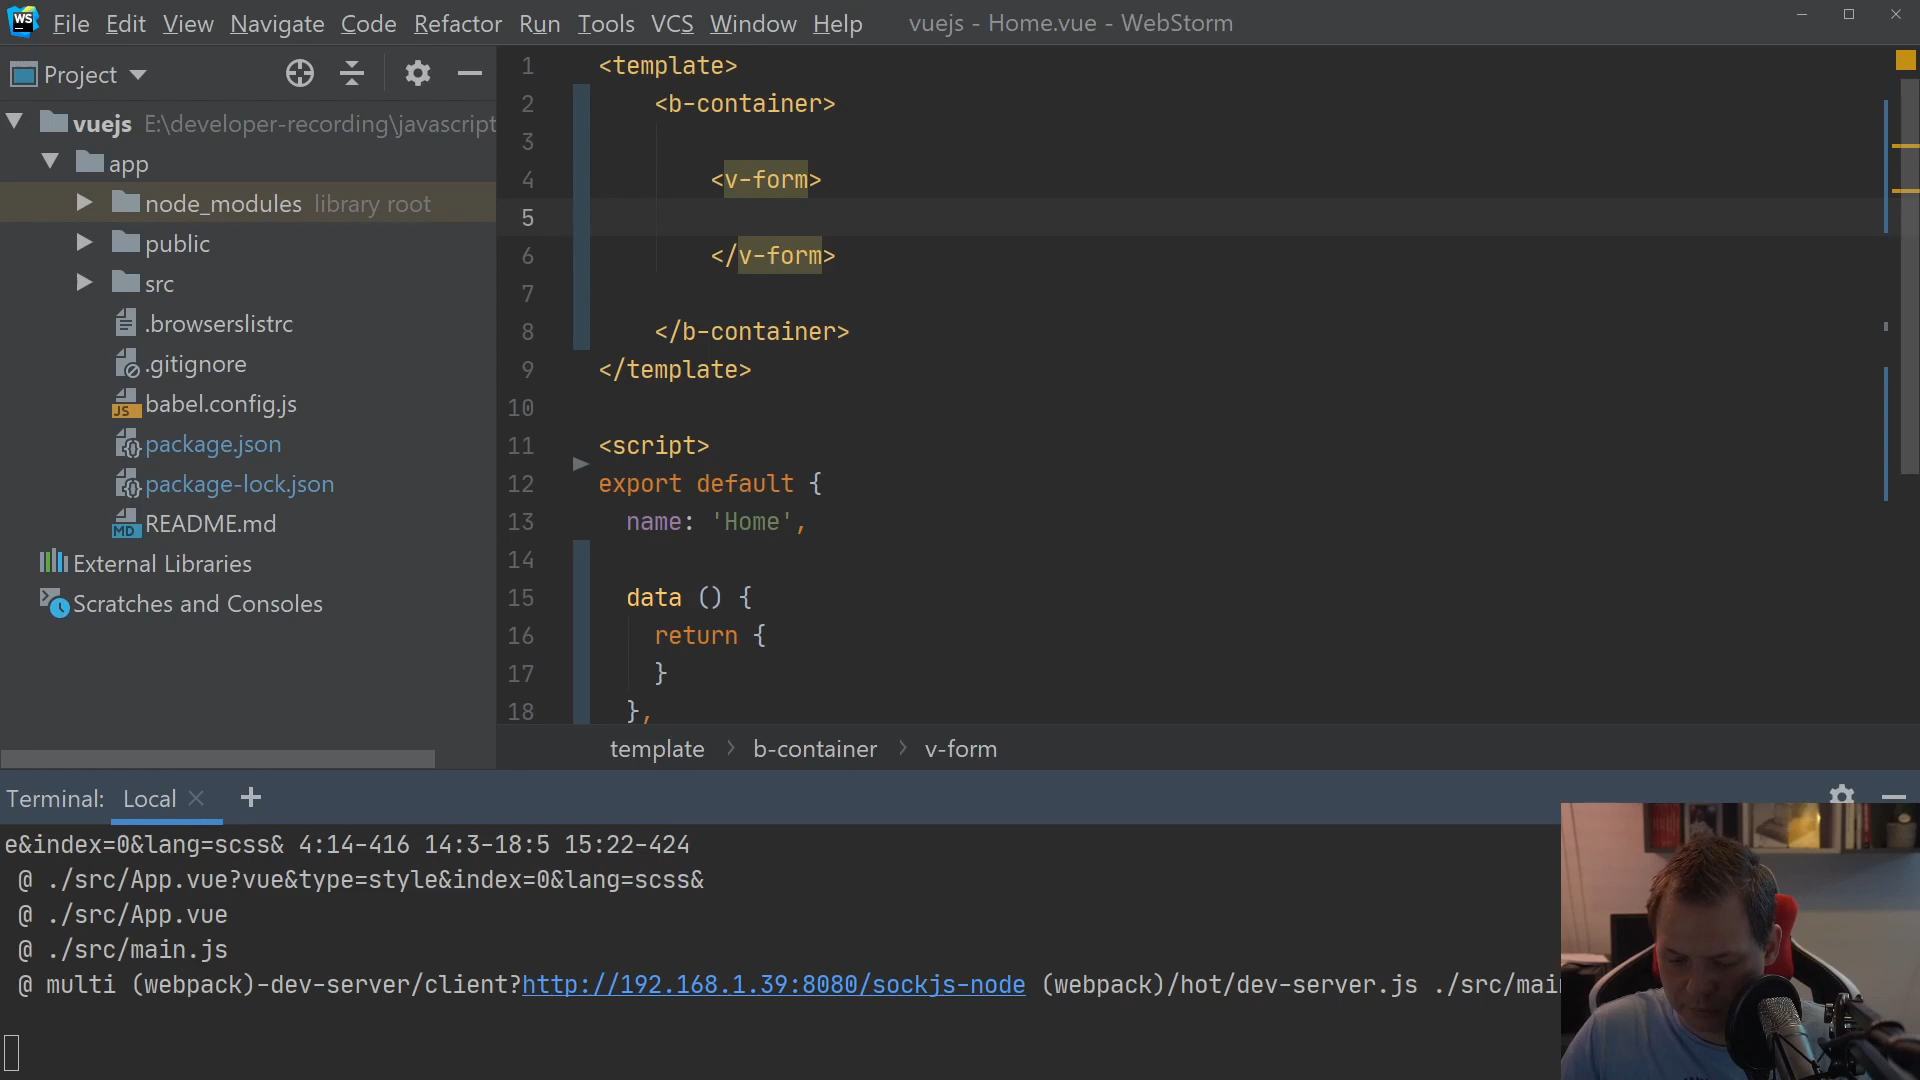 WS File Edit View Navigate Code Refactor Run Tools VCS Window Help vuejs - Home.vue - WebStorm
Project
vuejs E:\developer-recording\javascript
app
node_modules library root
public
src
.browserslistrc
.gitignore
JS babel.config.js
package.json
package-lock.json
MD README.md
External Libraries
Scratches and Consoles
1 <template>
2 <b-container>
3
4 <v-form>
5
6 </v-form>
7
8 </b-container>
9 </template>
10
11 <script>
12 export default {
13 name: 'Home',
14
15 data () {
16 return {
17 }
18 },
template > b-container > v-form
Terminal: Local × +
e&index=0&lang=scss& 4:14-416 14:3-18:5 15:22-424
@ ./src/App.vue?vue&type=style&index=0&lang=scss&
@ ./src/App.vue
@ ./src/main.js
@ multi (webpack)-dev-server/client?http://192.168.1.39:8080/sockjs-node (webpack)/hot/dev-server.js ./src/mai